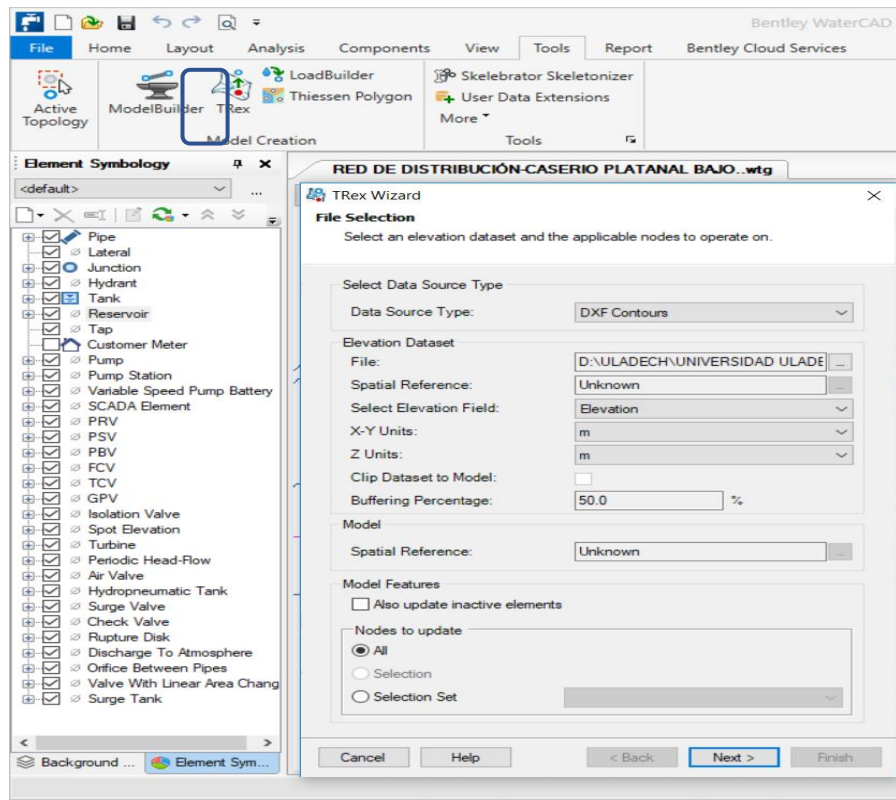 Bentley WaterCAD
File Home Layout Analysis Components View Tools Report Bentley Cloud Services
Active Topology
ModelBuilder
TRex
LoadBuilder
Thiessen Polygon
Model Creation
Skelebrator Skeletonizer
User Data Extensions
More
Tools
Element Symbology
<default>
...
Pipe
Lateral
Junction
Hydrant
Tank
Reservoir
Tap
Customer Meter
Pump
Pump Station
Variable Speed Pump Battery
SCADA Element
PRV
PSV
PBV
FCV
TCV
GPV
Isolation Valve
Spot Elevation
Turbine
Periodic Head-Flow
Air Valve
Hydropneumatic Tank
Surge Valve
Check Valve
Rupture Disk
Discharge To Atmosphere
Orifice Between Pipes
Valve With Linear Area Chang
Surge Tank
Background ... Element Sym...
RED DE DISTRIBUCIÓN-CASERIO PLATANAL BAJO..wtg
TRex Wizard
File Selection
Select an elevation dataset and the applicable nodes to operate on.
Select Data Source Type
Data Source Type: DXF Contours
Elevation Dataset
File: D:\ULADECH\UNIVERSIDAD ULADE ...
Spatial Reference: Unknown ...
Select Elevation Field: Elevation
X-Y Units: m
Z Units: m
Clip Dataset to Model:
Buffering Percentage: 50.0 %
Model
Spatial Reference: Unknown ...
Model Features
Also update inactive elements
Nodes to update
All
Selection
Selection Set
Cancel Help < Back Next > Finish